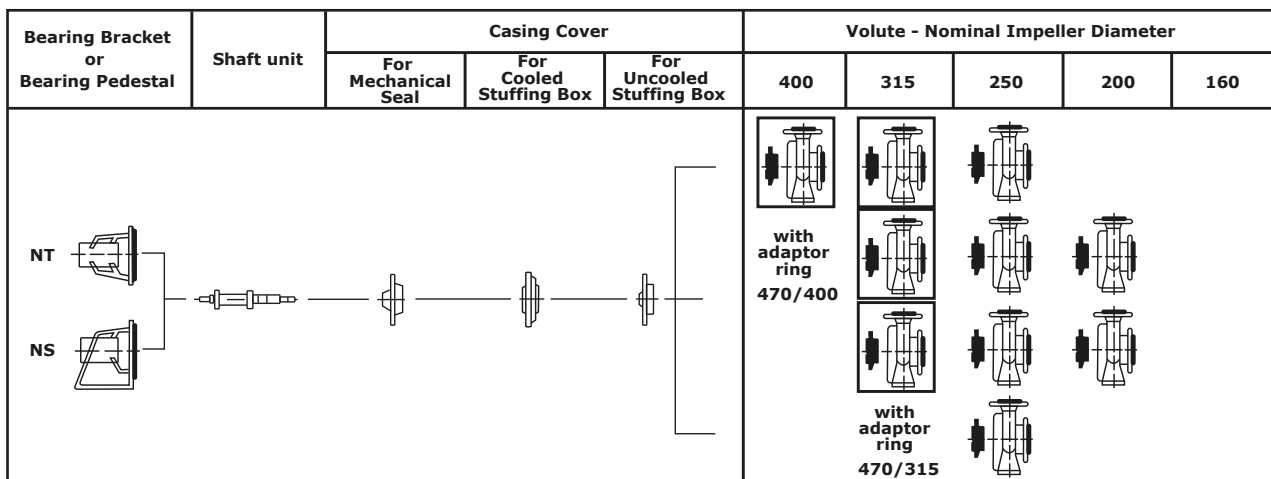 Bearing Bracket
or
Bearing Pedestal
Shaft unit
Casing Cover
For
Mechanical
Seal
For
Cooled
Stuffing Box
For
Uncooled
Stuffing Box
Volute - Nominal Impeller Diameter
400
315
250
200
160
NT
NS
with
adaptor
ring
470/400
with
adaptor
ring
470/315